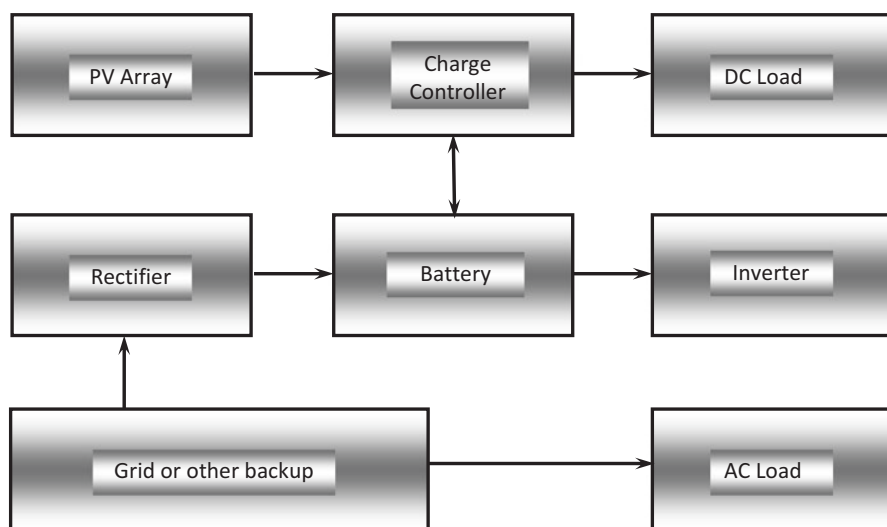 PV Array
Charge
Controller
DC Load
Rectifier
Battery
Inverter
Grid or other backup
AC Load